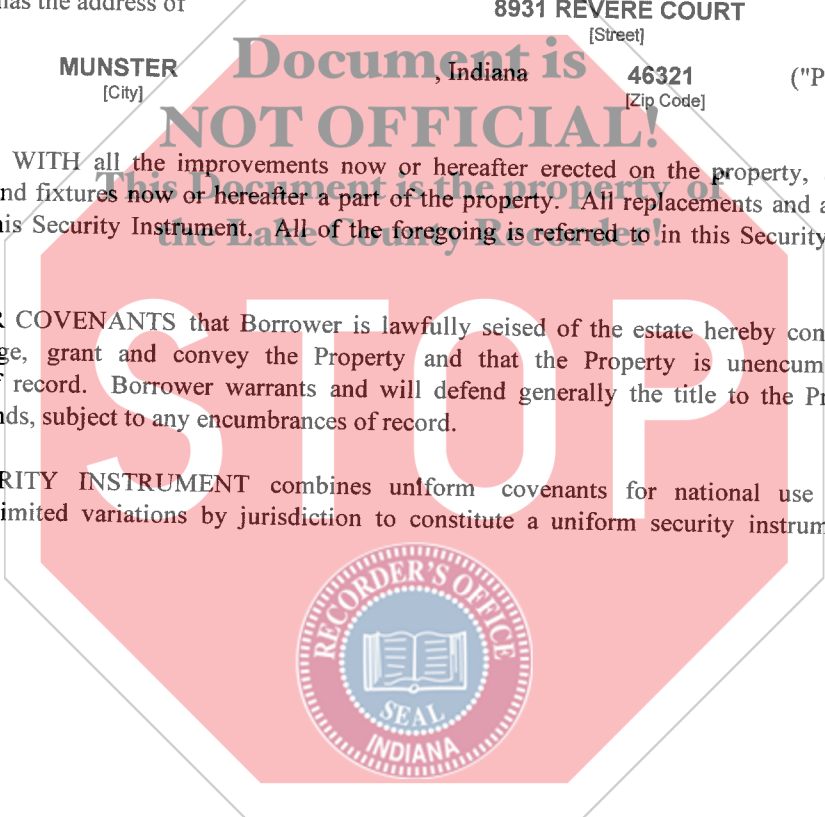 has the address of
8931 REVERE COURT
[Street]
Document is
MUNSTER , Indiana 46321 ("P
[City] [Zip Code]
NOT OFFICIAL!
WITH all the improvements now or hereafter erected on the property,
This Document is the property of
nd fixtures now or hereafter a part of the property. All replacements and a
is Security Instrument. All of the foregoing is referred to in this Security
the Lake County Recorder!
R COVENANTS that Borrower is lawfully seised of the estate hereby con
ge, grant and convey the Property and that the Property is unencum
f record. Borrower warrants and will defend generally the title to the Pr
nds, subject to any encumbrances of record.
STOP
RITY INSTRUMENT combines uniform covenants for national use
imited variations by jurisdiction to constitute a uniform security instrum
RECORDER'S OFFICE
SEAL
INDIANA